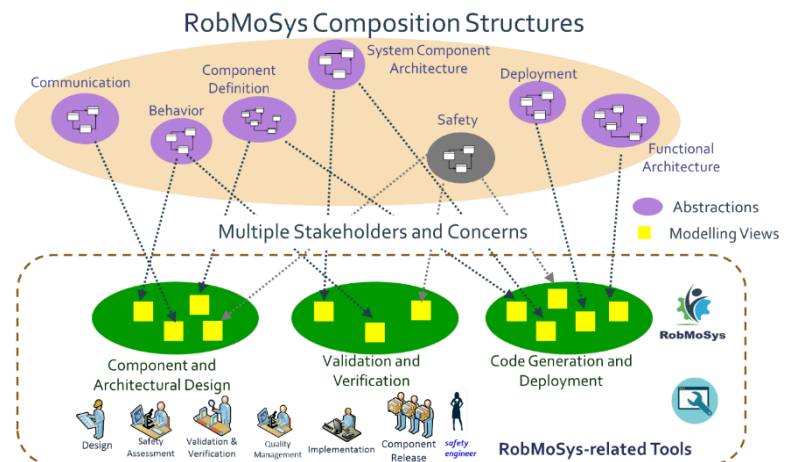 RobMoSys Composition Structures
System Component
Architecture
Component
Definition
Communication
Deployment
Behavior
Safety
Functional
Architecture
Abstractions
Multiple Stakeholders and Concerns
Modelling Views
RobMoSys
Component and
Architectural Design
Validation and
Verification
Code Generation and
Deployment
Design
Safety
Assessment
Validation &
Verification
Quality
Management
Implementation
Component
Release
safety
engineer
RobMoSys-related Tools